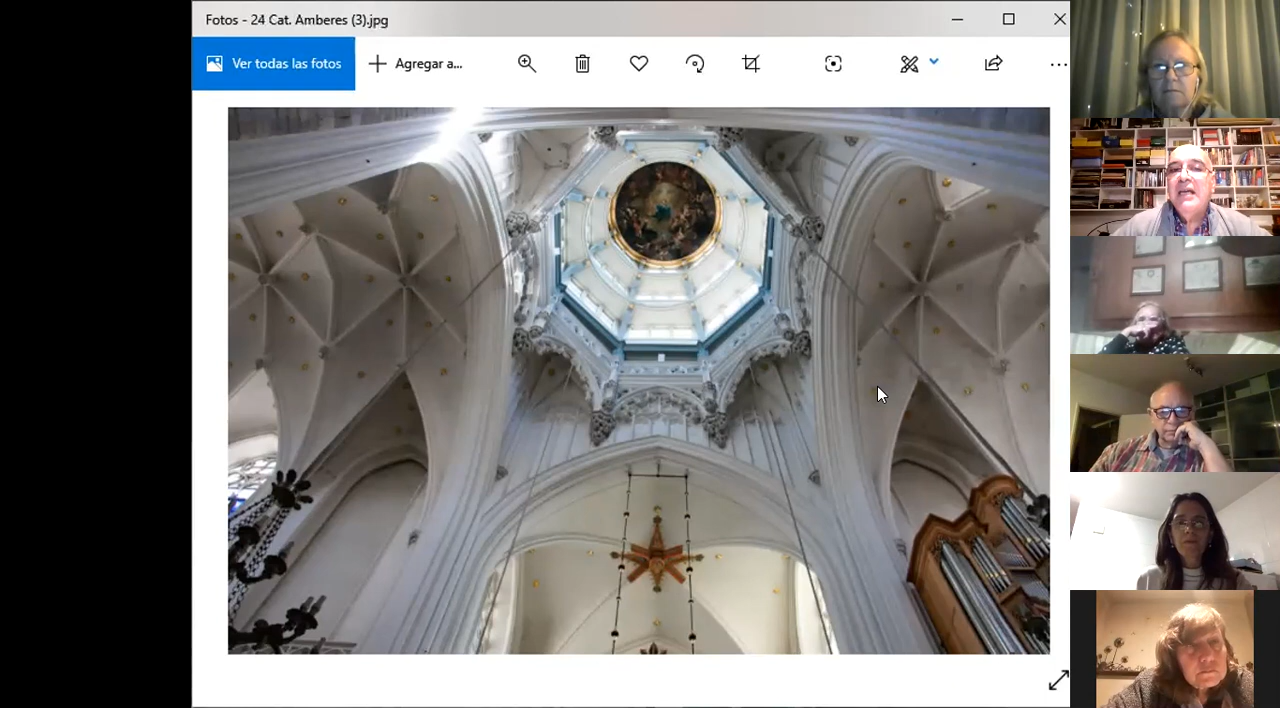 Fotos - 24 Cat. Amberes (3).jpg
Ver todas las fotos
Agregar a...